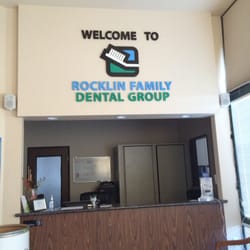 WELCOME TO
ROCKLIN FAMILY
DENTAL GROUP